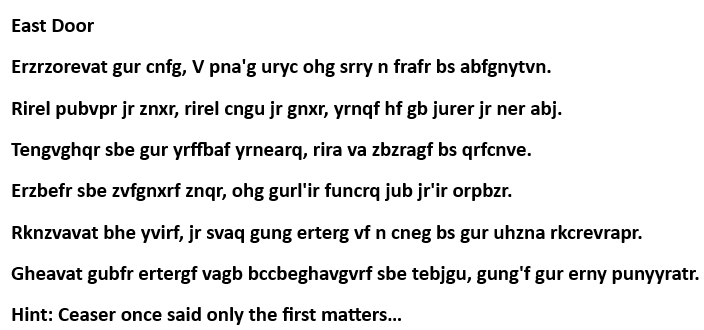 East Door
Erzrzorevat gur cnfg, V pna'g uryc ohg srry n frafr bs abfgnytvn.
Rirel pubvpr jr znxr, rirel cngu jr gnxr, yrnqf hf gb jurer jr ner abj.
Tengvghqr sbe gur yrffbaf yrnearq, rira va zbzragf bs qrfcnve.
Erzbefr sbe zvfgnxrf znqr, ohg gurl'ir funcrq jub jr'ir orpbzr.
Rknzvavat bhe yvirf, jr svaq gung erterg vf n cneg bs gur uhzna rkcrevrapr.
Gheavat gubfr ertergf vagb bccbeghavgvrf sbe tebjgu, gung'f gur erny punyyratr.
Hint: Ceaser once said only the first matters...